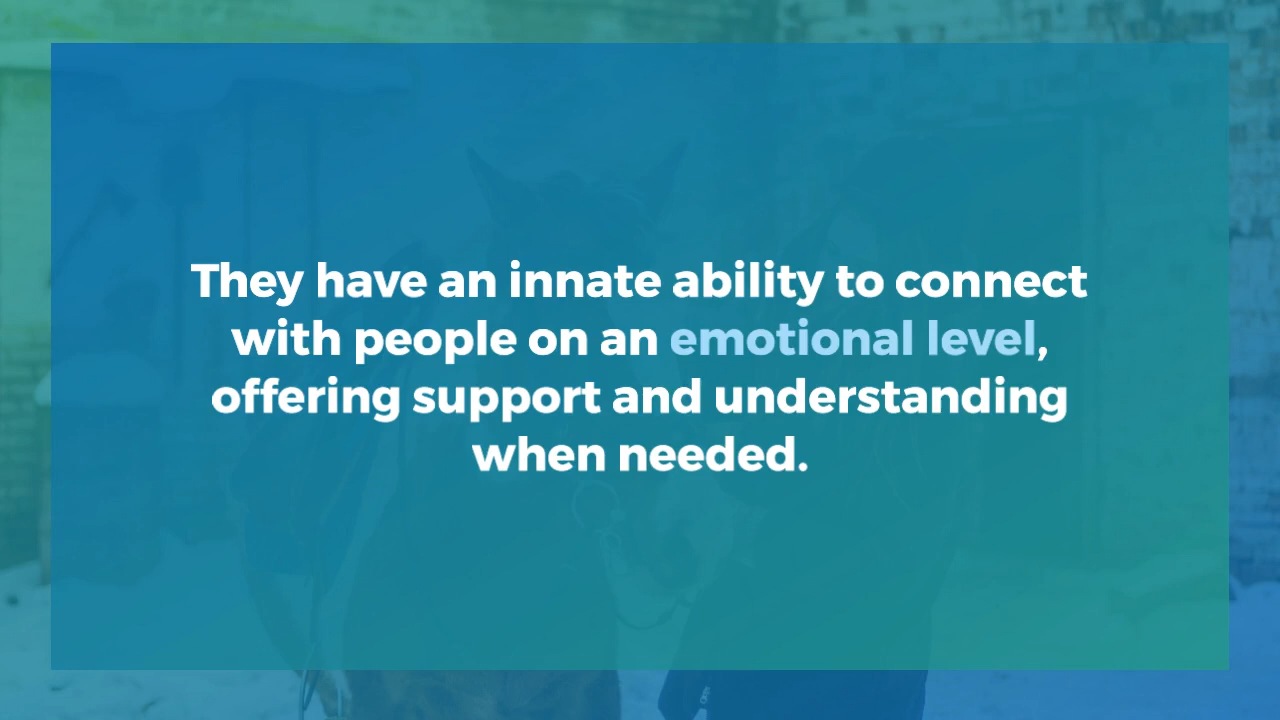 They have an innate ability to connect
with people on an emotional level,
offering support and understanding
when needed.